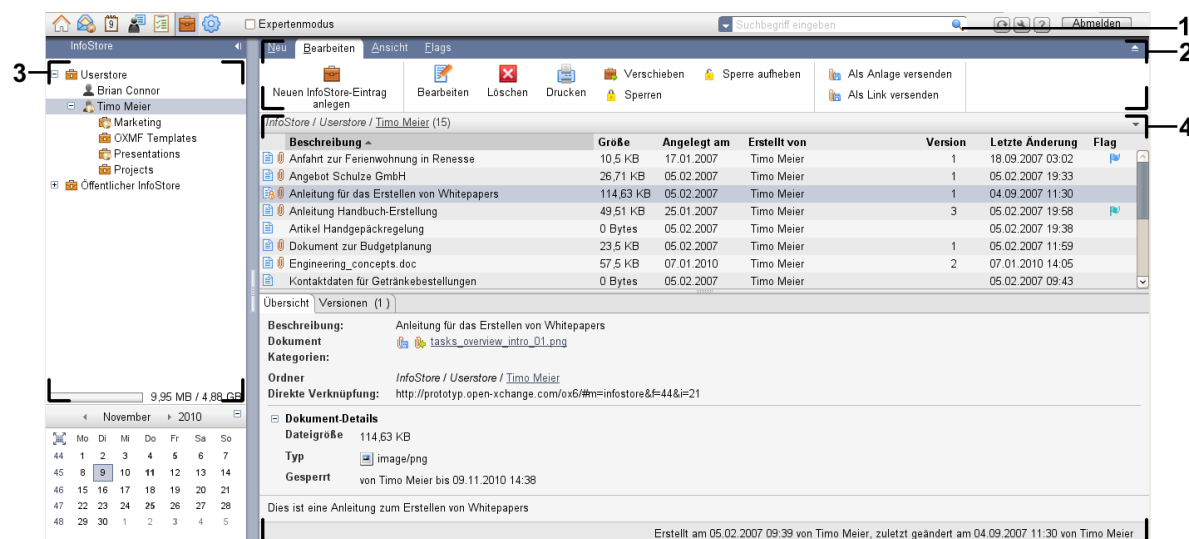 Expertenmodus Suchbegriff eingeben Abmelden 1
InfoStore
Neu Bearbeiten Ansicht Flags 2
3
Userstore
Brian Connor
Timo Meier
Marketing
OXMF Templates
Presentations
Projects
Öffentlicher InfoStore
9,95 MB / 4,88 GB
Neuen InfoStore-Eintrag anlegen
Bearbeiten
Löschen
Drucken
Verschieben
Sperren
Sperre aufheben
Als Anlage versenden
Als Link versenden
InfoStore / Userstore / Timo Meier (15) 4
Beschreibung Größe Angelegt am Erstellt von Version Letzte Änderung Flag
Anfahrt zur Ferienwohnung in Renesse 10,5 KB 17.01.2007 Timo Meier 1 18.09.2007 03:02
Angebot Schulze GmbH 26,71 KB 05.02.2007 Timo Meier 1 05.02.2007 19:33
Anleitung für das Erstellen von Whitepapers 114,63 KB 05.02.2007 Timo Meier 1 04.09.2007 11:30
Anleitung Handbuch-Erstellung 49,51 KB 25.01.2007 Timo Meier 3 05.02.2007 19:58
Artikel Handgepäckregelung 0 Bytes 05.02.2007 Timo Meier 05.02.2007 19:38
Dokument zur Budgetplanung 23,5 KB 05.02.2007 Timo Meier 1 05.02.2007 11:59
Engineering_concepts.doc 57,5 KB 07.01.2010 Timo Meier 2 07.01.2010 14:05
Kontaktdaten für Getränkebestellungen 0 Bytes 05.02.2007 Timo Meier 05.02.2007 09:43
Übersicht Versionen (1)
Beschreibung: Anleitung für das Erstellen von Whitepapers
Dokument tasks_overview_intro_01.png
Kategorien:
Ordner InfoStore / Userstore / Timo Meier
Direkte Verknüpfung: http://prototyp.open-xchange.com/ox6/#m=infostore&f=44&i=21
Dokument-Details
Dateigröße 114,63 KB
Typ image/png
Gesperrt von Timo Meier bis 09.11.2010 14:38
Dies ist eine Anleitung zum Erstellen von Whitepapers
Erstellt am 05.02.2007 09:39 von Timo Meier, zuletzt geändert am 04.09.2007 11:30 von Timo Meier
November 2010
Mo Di Mi Do Fr Sa So
44 1 2 3 4 5 6 7
45 8 9 10 11 12 13 14
46 15 16 17 18 19 20 21
47 22 23 24 25 26 27 28
48 29 30 1 2 3 4 5